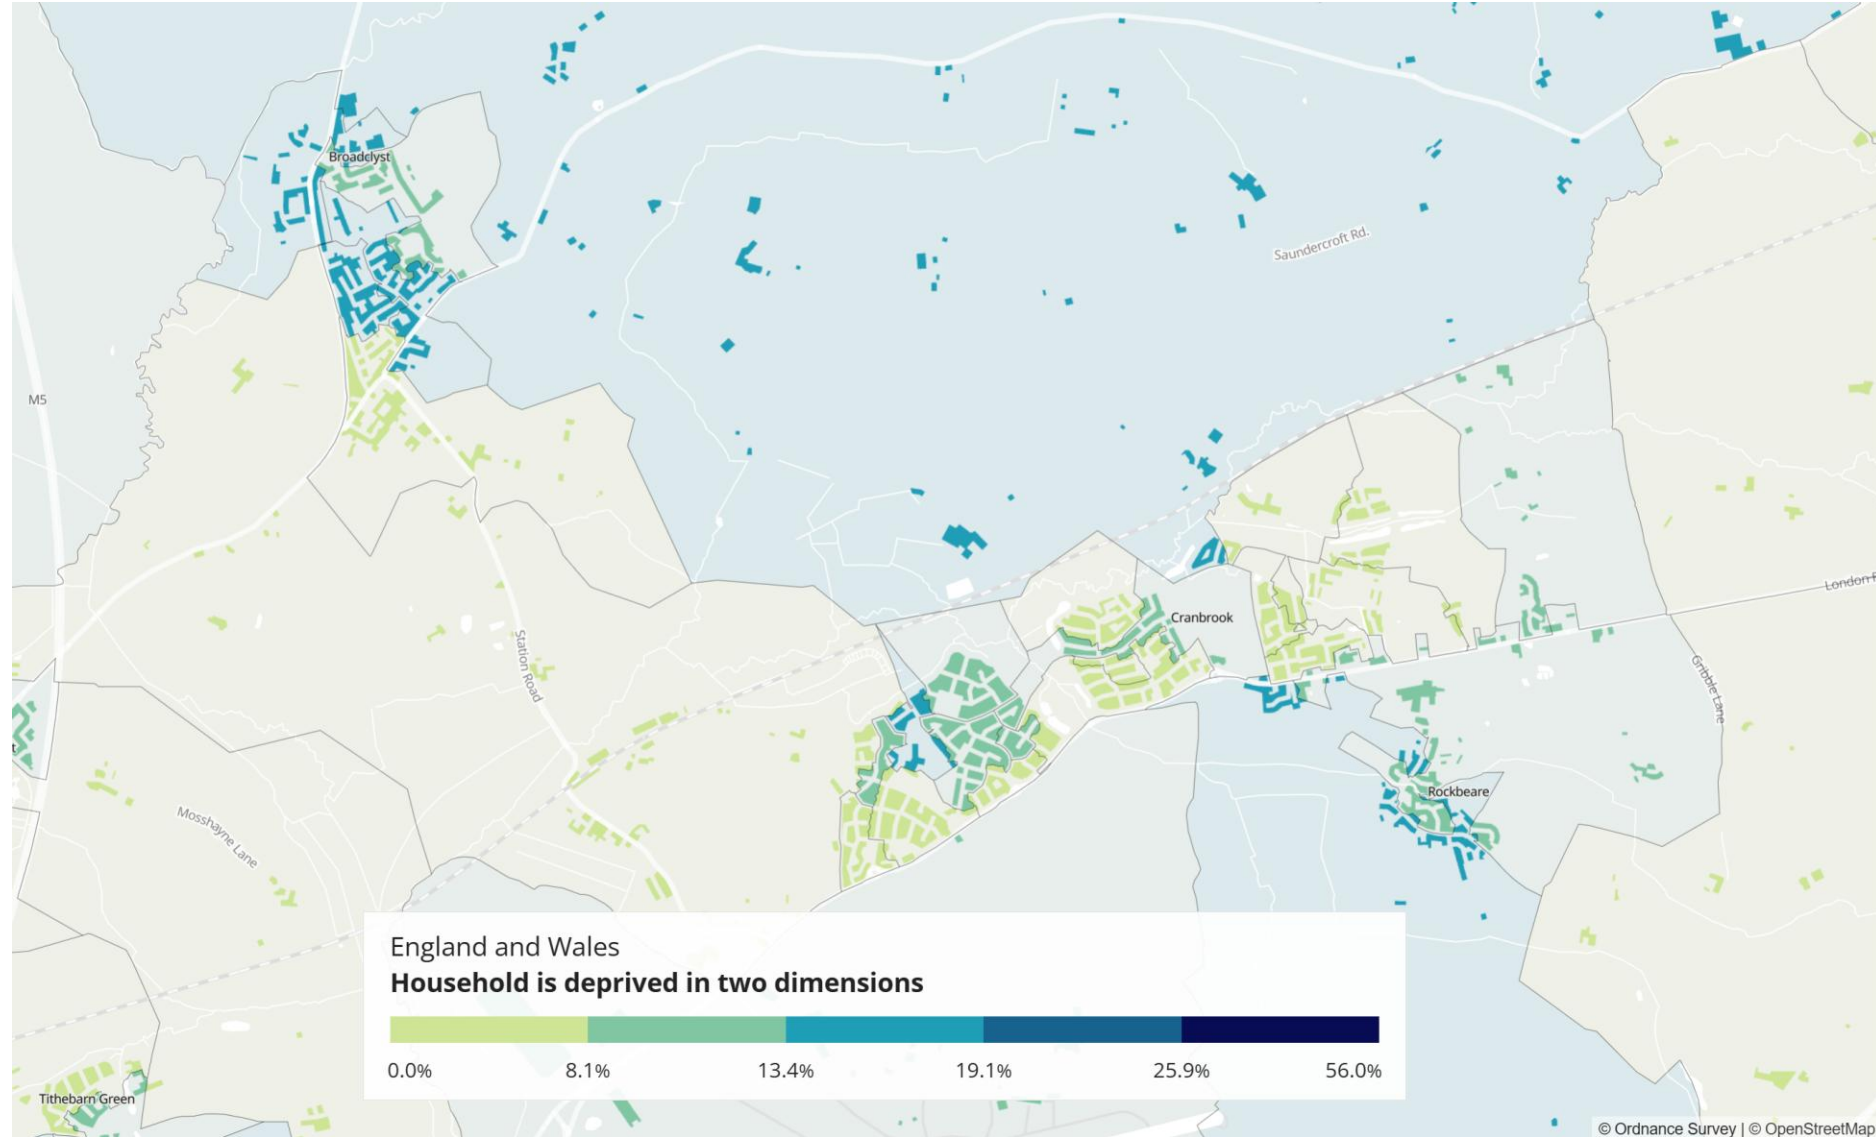 Broadclyst
Saundercroft Rd.
M5
Cranbrook
London
Station Road
Gribble Lane
Rockbeare
Mosshayne Lane
England and Wales
Household is deprived in two dimensions
0.0% 8.1% 13.4% 19.1% 25.9% 56.0%
Tithebarn Green
© Ordnance Survey | © OpenStreetMap